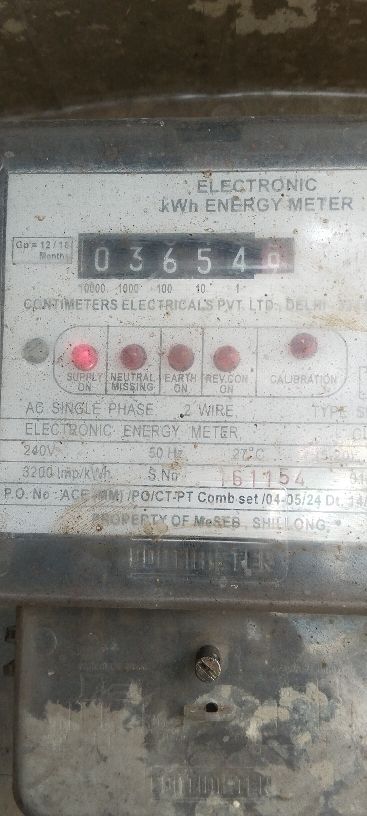 ELECTRONIC
kWh ENERGY METER
Gp = 12 / 18
Month
0 3 6 5 4
10000 1000 100 10 1
CONTIMETERS ELECTRICALS PVT. LTD., DELHI
SUPPLY ON
NEUTRAL MISSING
EARTH ON
REV.CON ON
CALIBRATION
AC SINGLE PHASE, 2 WIRE, TYPE S
ELECTRONIC ENERGY METER,
240V 50 Hz 27°C
3200 Imp/kWh S.No 161154
P.O. No /PO/CT-PT Comb set /04-05/24 Dt.
PROPERTY OF MeSEB, SHILLONG